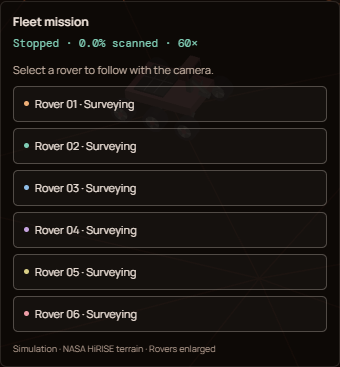 Fleet mission
Stopped · 0.0% scanned · 60×
Select a rover to follow with the camera.
Rover 01 · Surveying
Rover 02 · Surveying
Rover 03 · Surveying
Rover 04 · Surveying
Rover 05 · Surveying
Rover 06 · Surveying
Simulation · NASA HiRISE terrain · Rovers enlarged